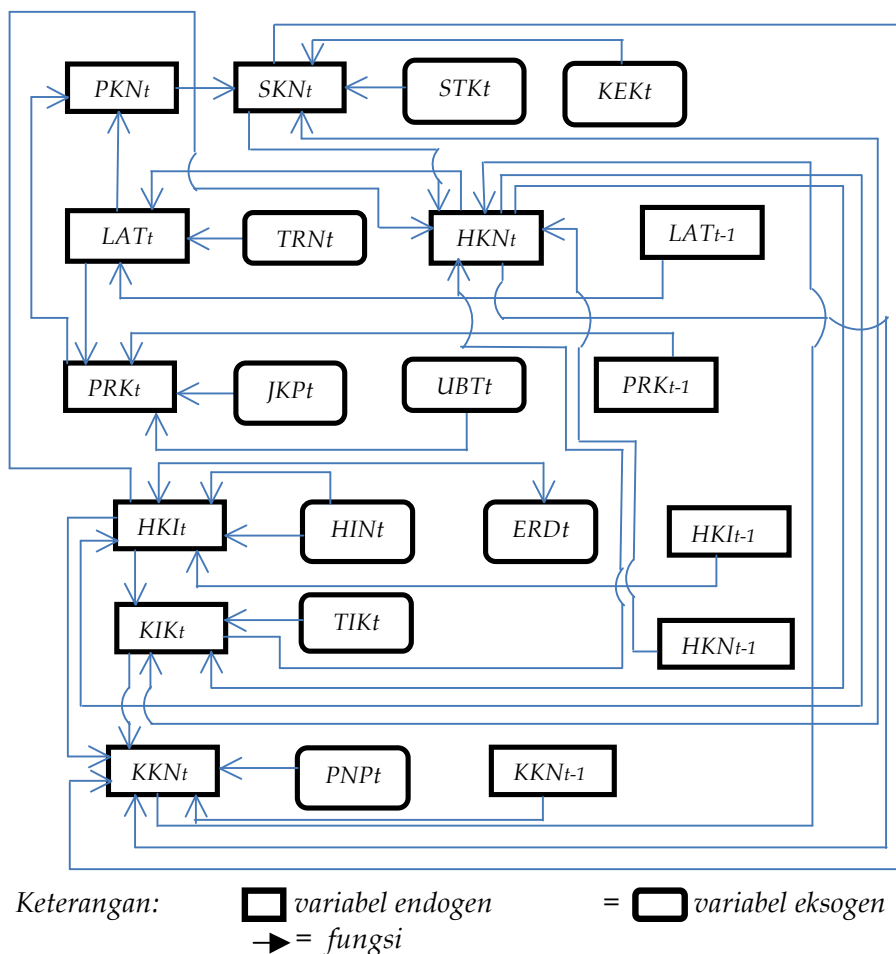 PKNt SKNt STKt KEKt
LATt TRNt HKNt LATt-1
PRKt JKPt UBTt PRKt-1
HKIt HINt ERDt HKIt-1
KIKt TIKt HKNt-1
KKNt PNPt KKNt-1
Keterangan: variabel endogen = variabel eksogen
= fungsi